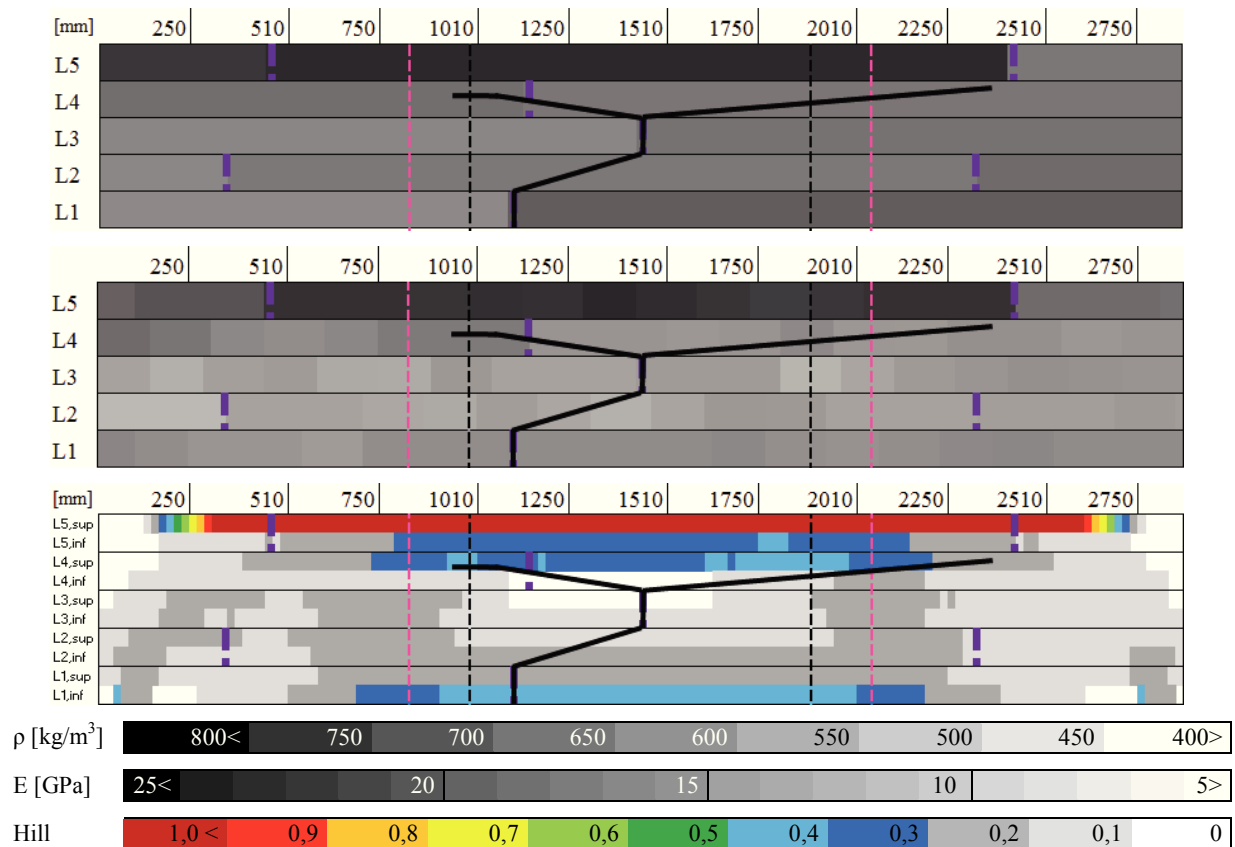 [mm] 250 510 750 1010 1250 1510 1750 2010 2250 2510 2750
L5
L4
L3
L2
L1
250 510 750 1010 1250 1510 1750 2010 2250 2510 2750
L5
L4
L3
L2
L1
[mm] 250 510 750 1010 1250 1510 1750 2010 2250 2510 2750
L5,sup
L5,inf
L4,sup
L4,inf
L3,sup
L3,inf
L2,sup
L2,inf
L1,sup
L1,inf
ρ [kg/m³] 800< 750 700 650 600 550 500 450 400>
E [GPa] 25< 20 15 10 5>
Hill 1,0 < 0,9 0,8 0,7 0,6 0,5 0,4 0,3 0,2 0,1 0